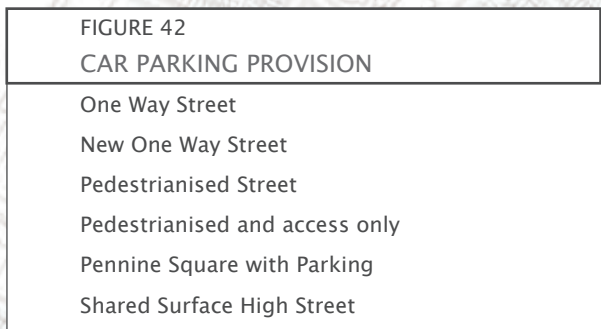 FIGURE 42
CAR PARKING PROVISION
One Way Street
New One Way Street
Pedestrianised Street
Pedestrianised and access only
Pennine Square with Parking
Shared Surface High Street